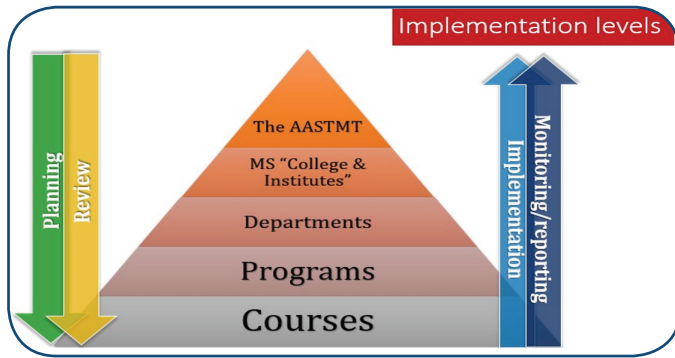 Implementation levels
Planning
Review
The AASTMT
MS “College &
Institutes”
Departments
Programs
Courses
Implementation
Monitoring/reporting